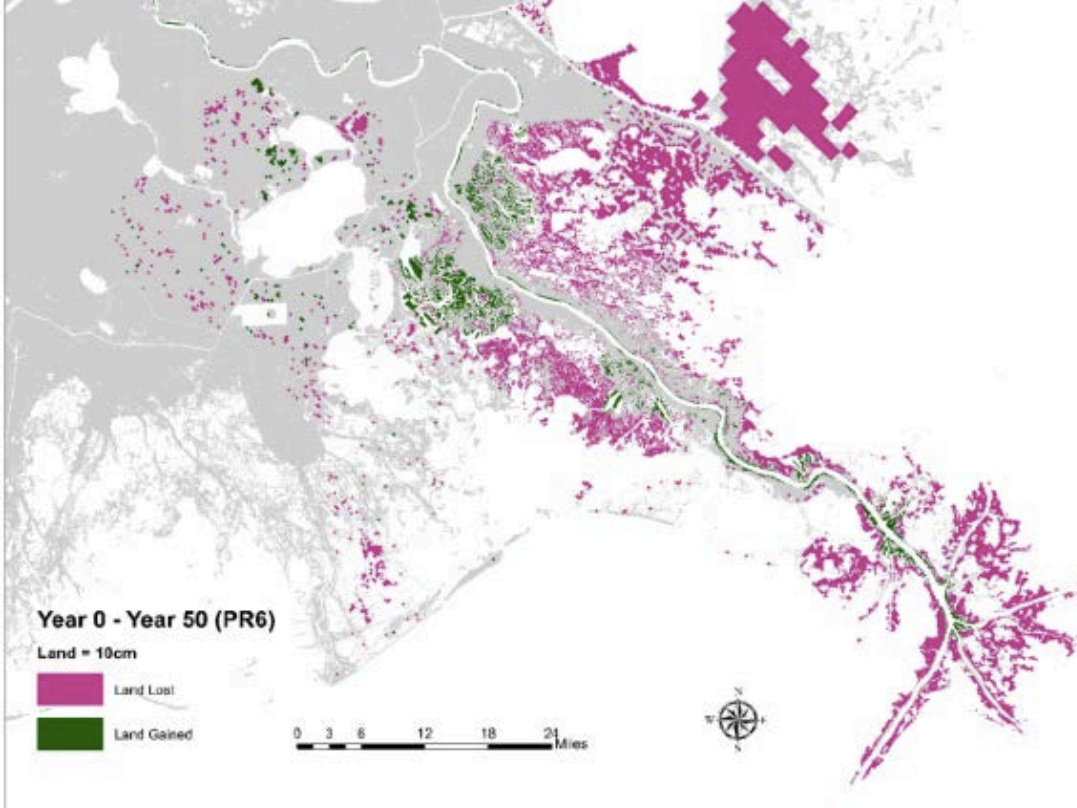 Year 0 - Year 50 (PR6)
Land = 10cm
Land Lost
Land Gained
0 3 6 12 18 24
Miles
N
W
S